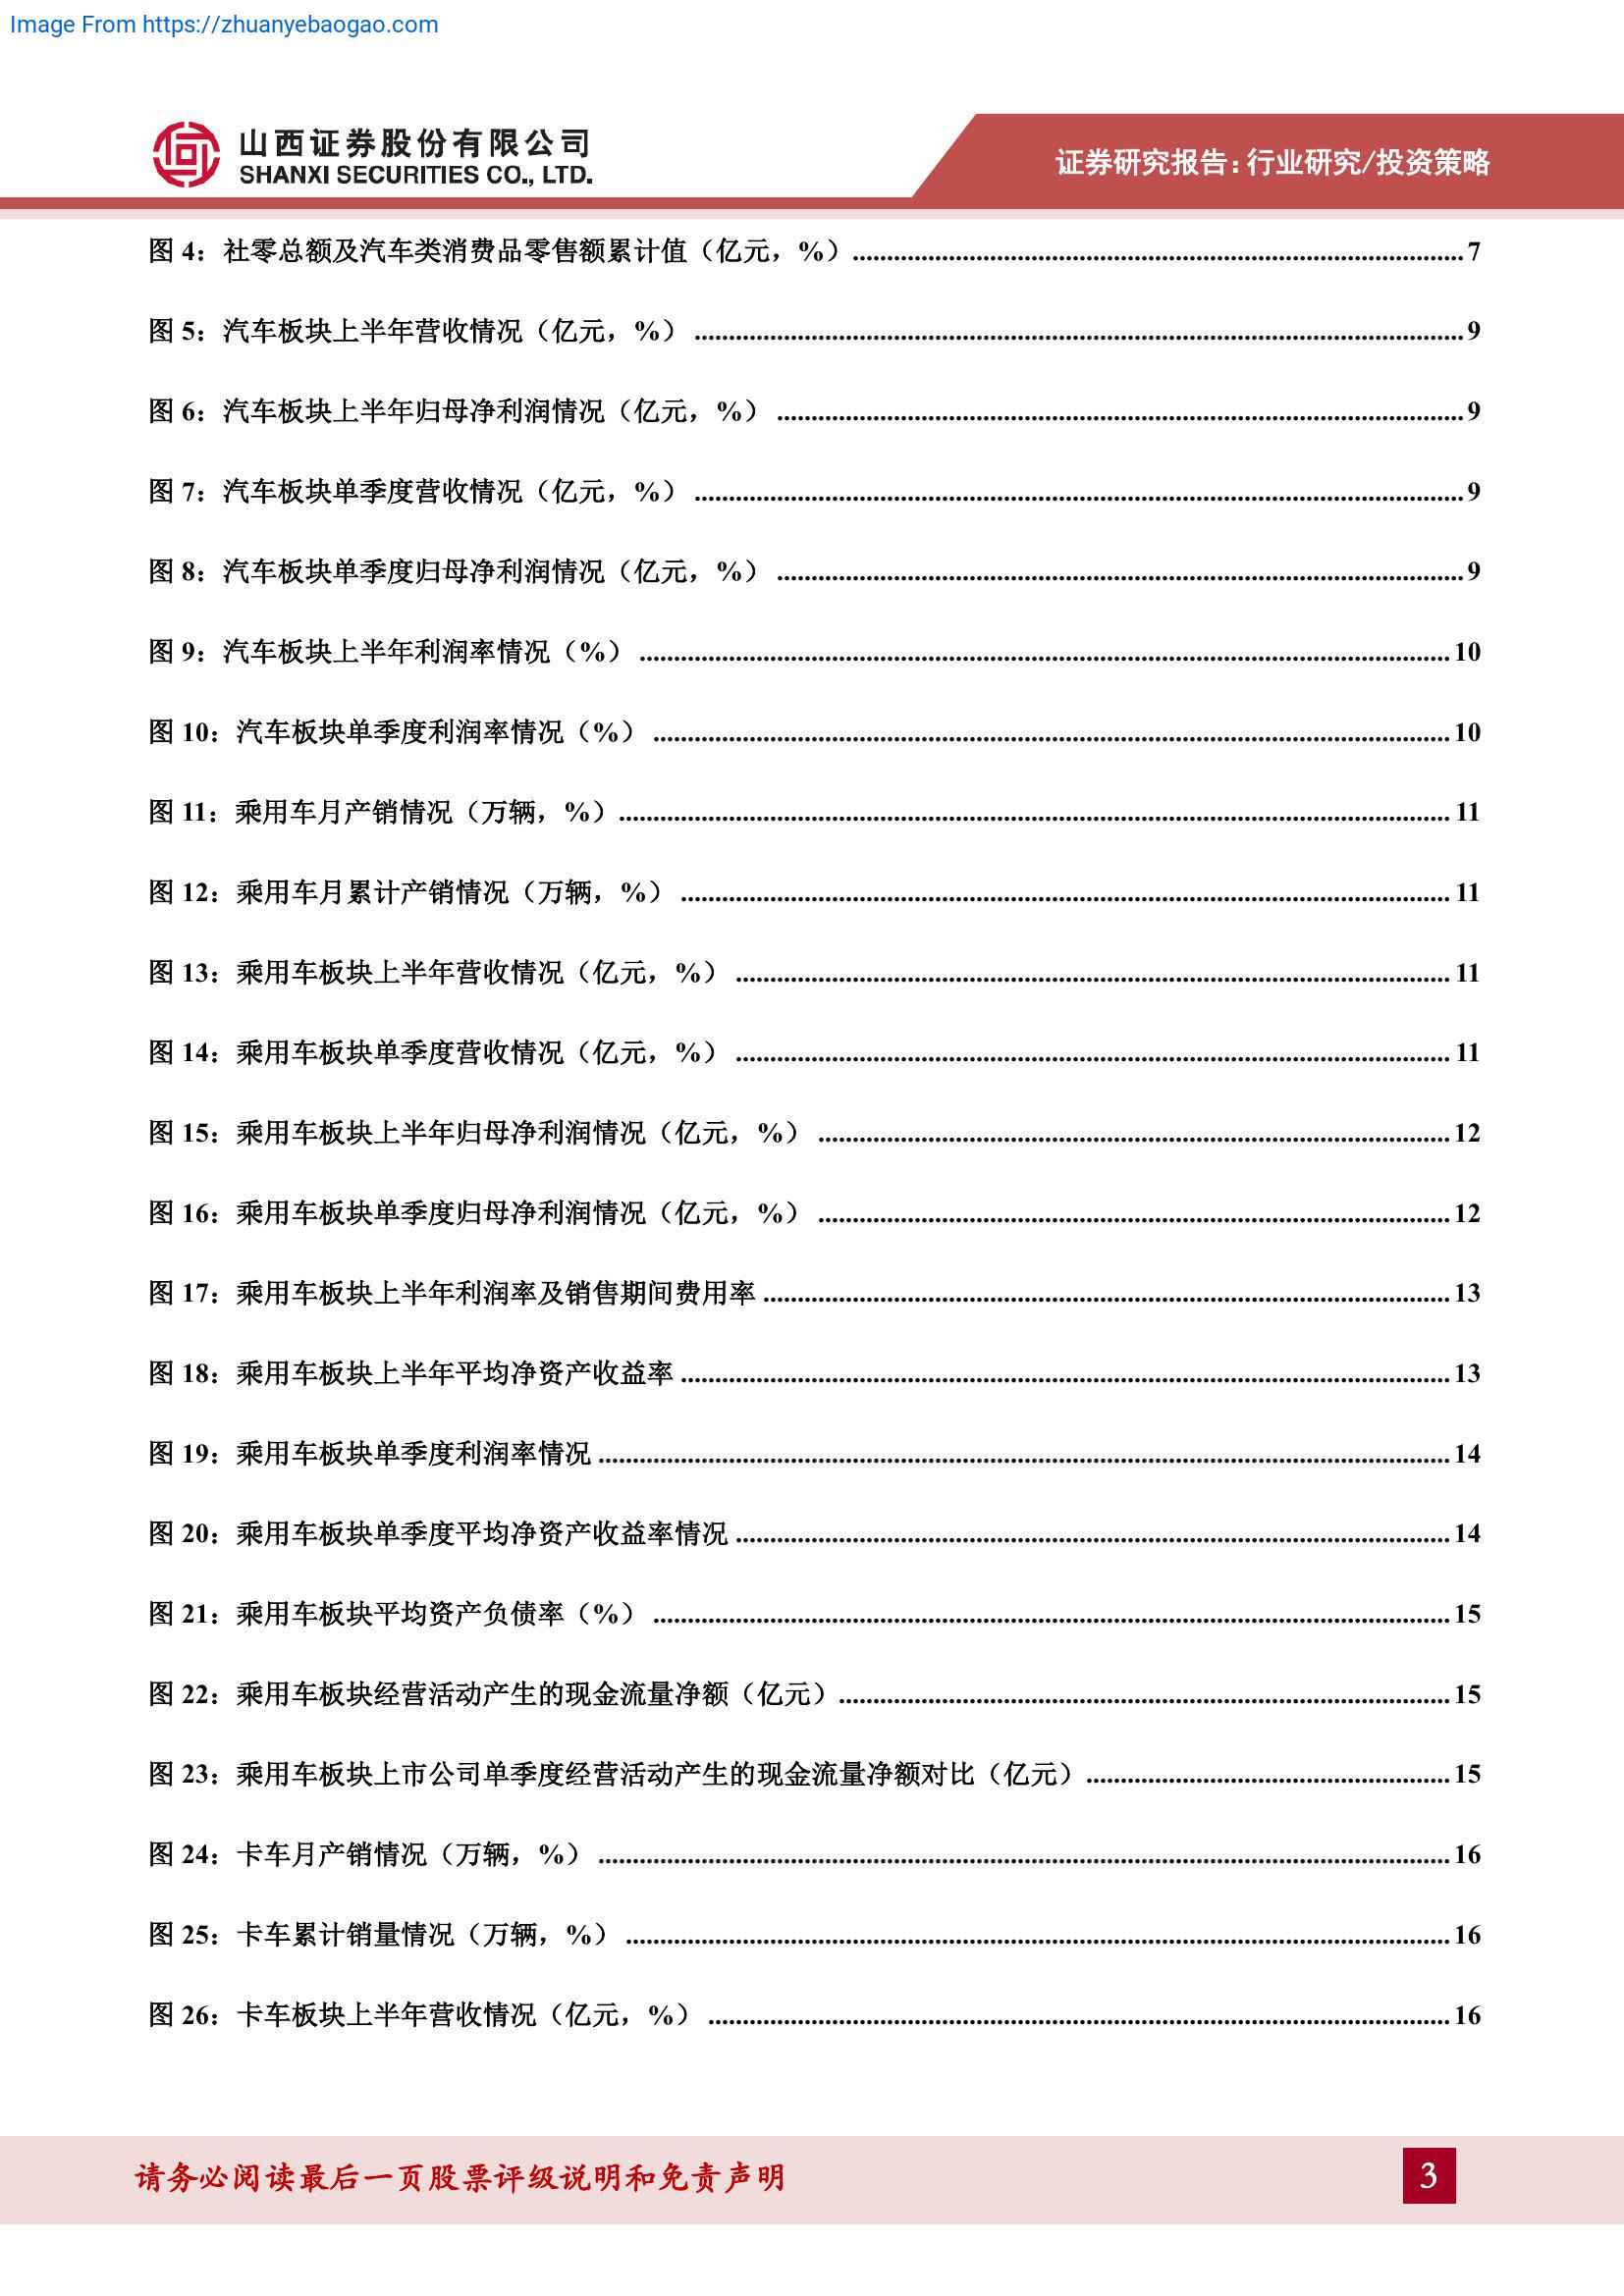 Image From https://zhuanyebaogao.com
山西证券股份有限公司
SHANXI SECURITIES CO., LTD.
证券研究报告:行业研究/投资策略
图 4：社零总额及汽车类消费品零售额累计值（亿元，%）........7
图 5：汽车板块上半年营收情况（亿元，%）........9
图 6：汽车板块上半年归母净利润情况（亿元，%）........9
图 7：汽车板块单季度营收情况（亿元，%）........9
图 8：汽车板块单季度归母净利润情况（亿元，%）........9
图 9：汽车板块上半年利润率情况（%）........10
图 10：汽车板块单季度利润率情况（%）........10
图 11：乘用车月产销情况（万辆，%）........11
图 12：乘用车月累计产销情况（万辆，%）........11
图 13：乘用车板块上半年营收情况（亿元，%）........11
图 14：乘用车板块单季度营收情况（亿元，%）........11
图 15：乘用车板块上半年归母净利润情况（亿元，%）........12
图 16：乘用车板块单季度归母净利润情况（亿元，%）........12
图 17：乘用车板块上半年利润率及销售期间费用率........13
图 18：乘用车板块上半年平均净资产收益率........13
图 19：乘用车板块单季度利润率情况........14
图 20：乘用车板块单季度平均净资产收益率情况........14
图 21：乘用车板块平均资产负债率（%）........15
图 22：乘用车板块经营活动产生的现金流量净额（亿元）........15
图 23：乘用车板块上市公司单季度经营活动产生的现金流量净额对比（亿元）........15
图 24：卡车月产销情况（万辆，%）........16
图 25：卡车累计销量情况（万辆，%）........16
图 26：卡车板块上半年营收情况（亿元，%）........16
请务必阅读最后一页股票评级说明和免责声明
3